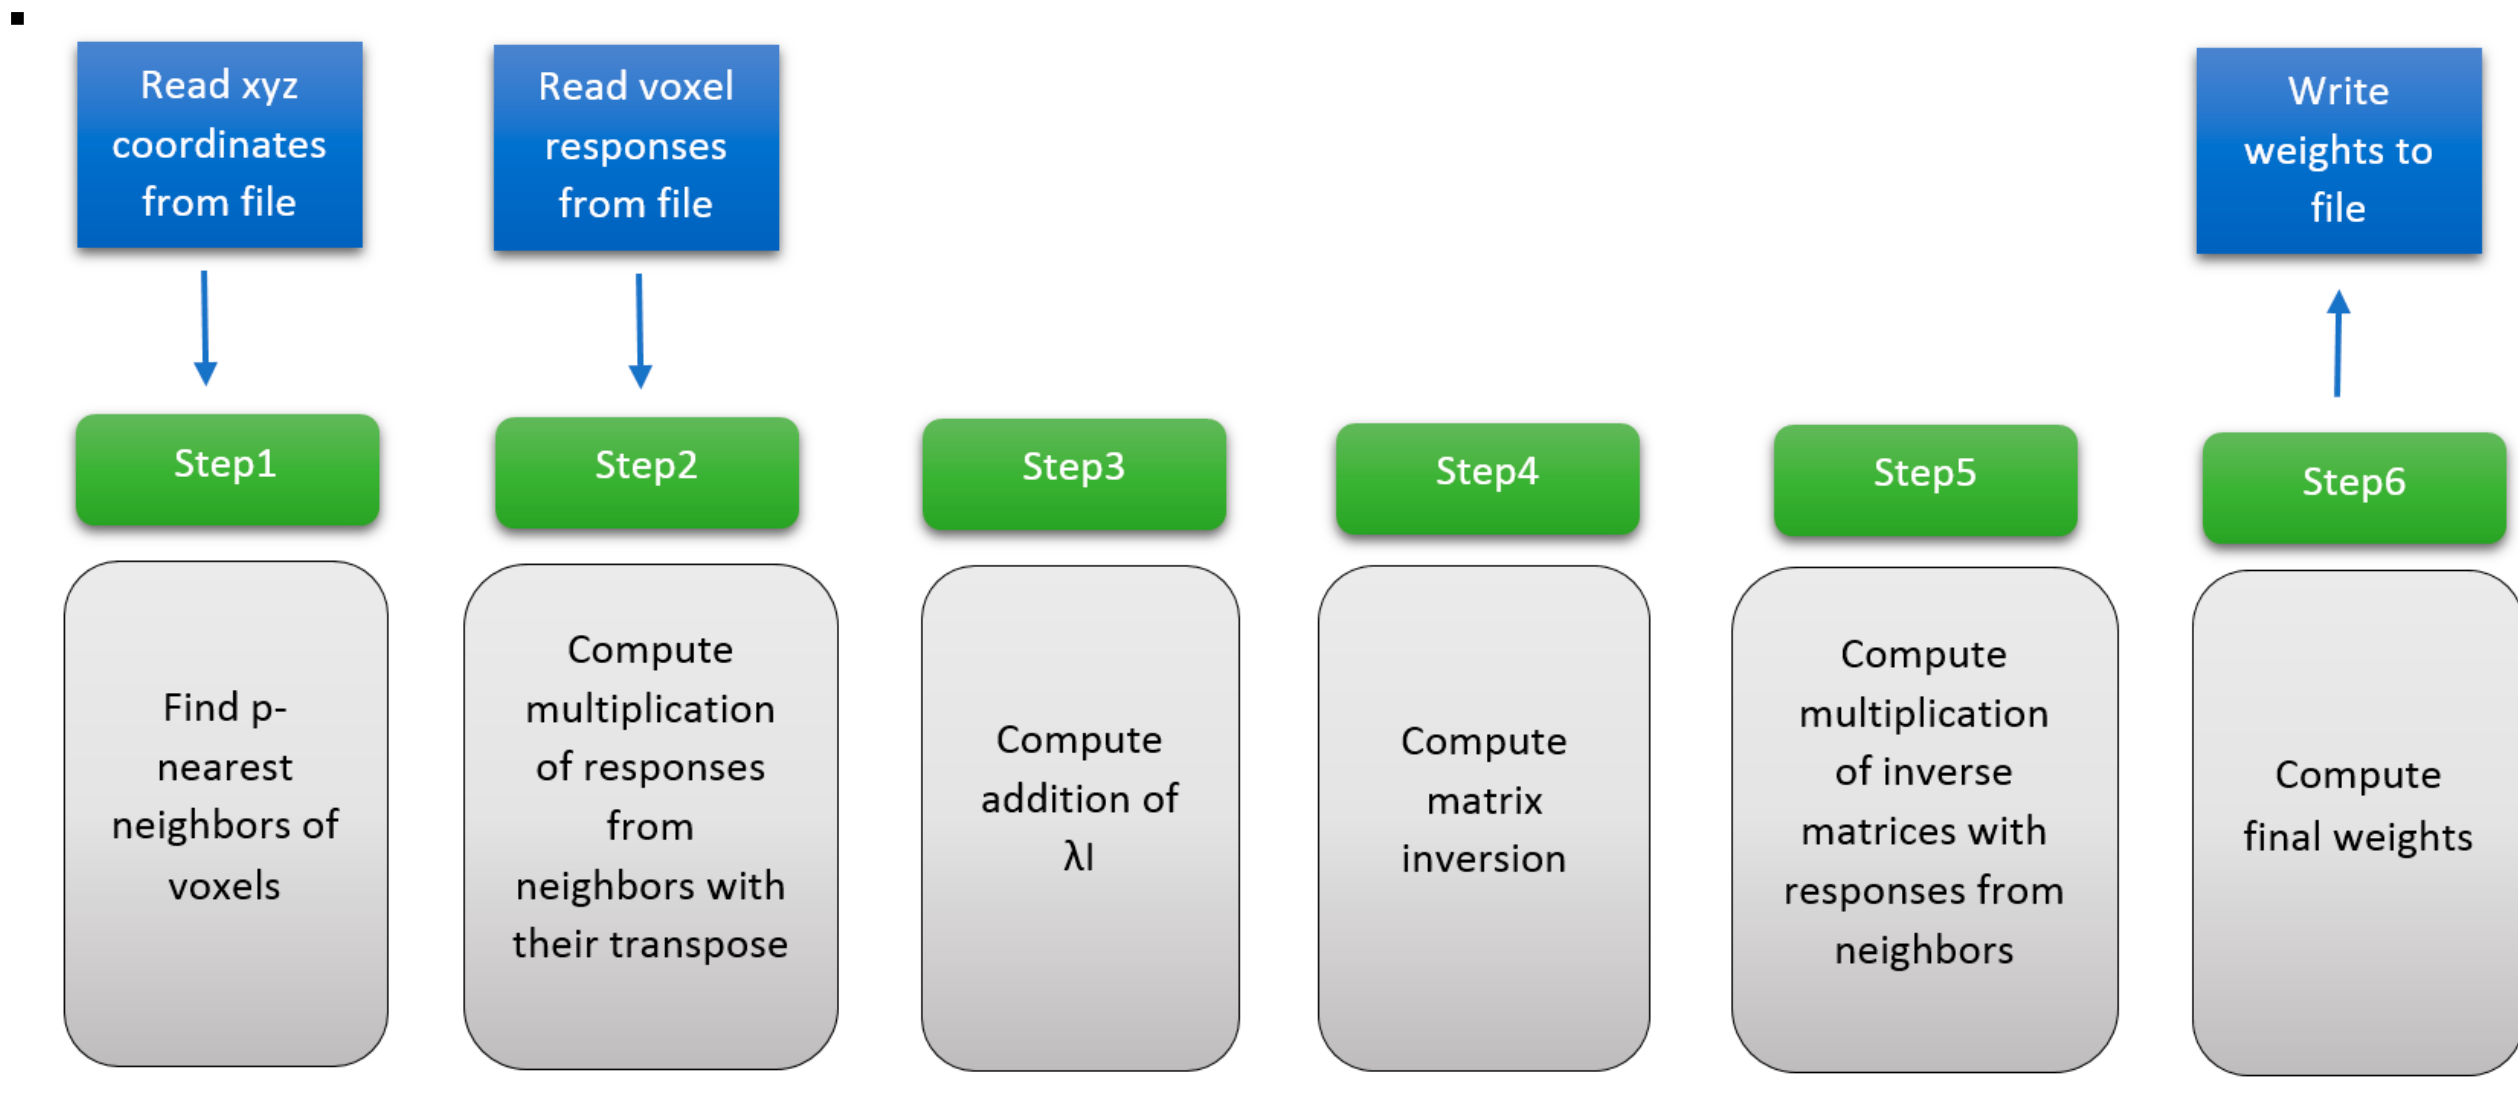 Read xyz
coordinates
from file
Read voxel
responses
from file
Write
weights to
file
Step1
Step2
Step3
Step4
Step5
Step6
Find p-
nearest
neighbors of
voxels
Compute
multiplication
of responses
from
neighbors with
their transpose
Compute
addition of
λI
Compute
matrix
inversion
Compute
multiplication
of inverse
matrices with
responses from
neighbors
Compute
final weights